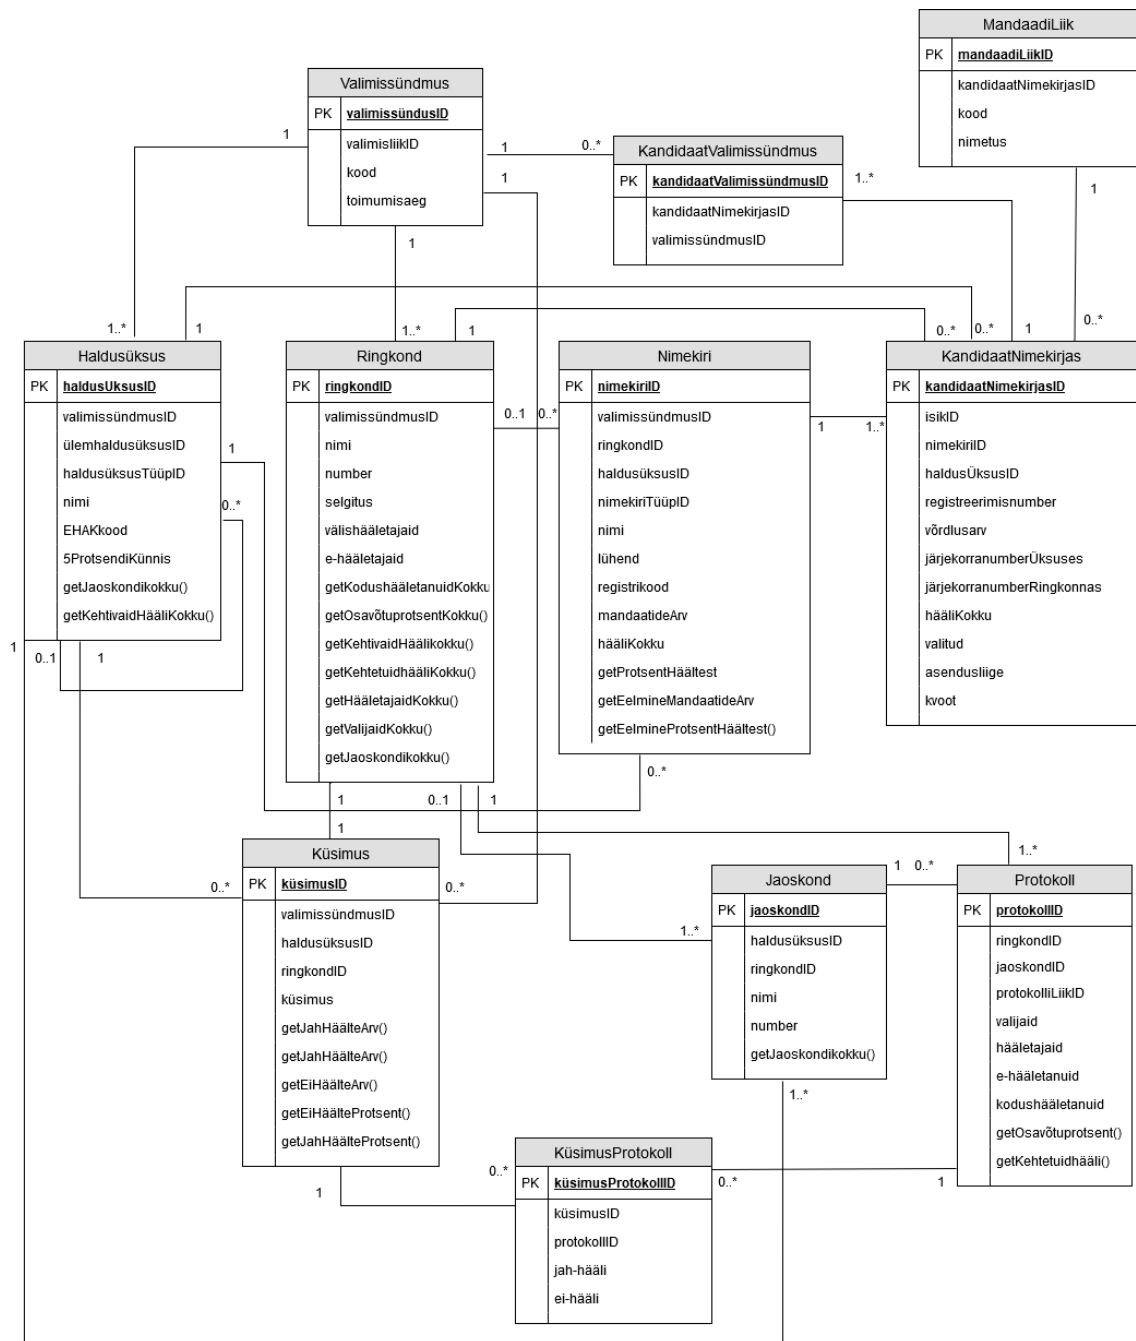 MandaadiLiik
PK mandaadiLiikID
kandidaatNimekirjasID
kood
nimetus
1
0..*
Valimissündmus
PK valimissündusID
valimisliikID
kood
toimumisaeg
1
1
0..*
1
1
KandidaatValimissündmus
PK kandidaatValimissündmusID
kandidaatNimekirjasID
valimissündmusID
1..*
1..*
1
1..*
1
0..*
0..*
1
Haldusüksus
PK haldusUksusID
valimissündmusID
ülemhaldusüksusID
haldusüksusTüüpID
nimi
EHAKkood
5ProtsendiKünnis
getJaoskondikokku()
getKehtivaidHääliKokku()
1
0..*
1
0..1
1
Ringkond
PK ringkondID
valimissündmusID
nimi
number
selgitus
välishääletajaid
e-hääletajaid
getKodushääletanuidKokku
getOsavõtuprotsentKokku()
getKehtivaidHäälikokku()
getKehtetuidhääliKokku()
getHääletajaidKokku()
getValijaidKokku()
getJaoskondikokku()
0..1
0..*
Nimekiri
PK nimekiriID
valimissündmusID
ringkondID
haldusüksusID
nimekiriTüüpID
nimi
lühend
registrikood
mandaatideArv
hääliKokku
getProtsentHäältest
getEelmineMandaatideArv
getEelmineProtsentHäältest()
1
1..*
0..*
KandidaatNimekirjas
PK kandidaatNimekirjasID
isikID
nimekiriID
haldusÜksusID
registreerimisnumber
võrdlusarv
järjekorranumberÜksuses
järjekorranumberRingkonnas
hääliKokku
valitud
asendusliige
kvoot
1
0..1
1
1
0..*
0..*
Küsimus
PK küsimusID
valimissündmusID
haldusüksusID
ringkondID
küsimus
getJahHäälteArv()
getJahHäälteArv()
getEiHäälteArv()
getEiHäälteProtsent()
getJahHäälteProtsent()
1..*
1
0..*
1..*
Jaoskond
PK jaoskondID
haldusüksusID
ringkondID
nimi
number
getJaoskondikokku()
1..*
Protokoll
PK protokollID
ringkondID
jaoskondID
protokolliLiikID
valijaid
hääletajaid
e-hääletanuid
kodushääletanuid
getOsavõtuprotsent()
getKehtetuidhääli()
1
0..*
0..*
1
KüsimusProtokoll
PK küsimusProtokollID
küsimusID
protokollID
jah-hääli
ei-hääli